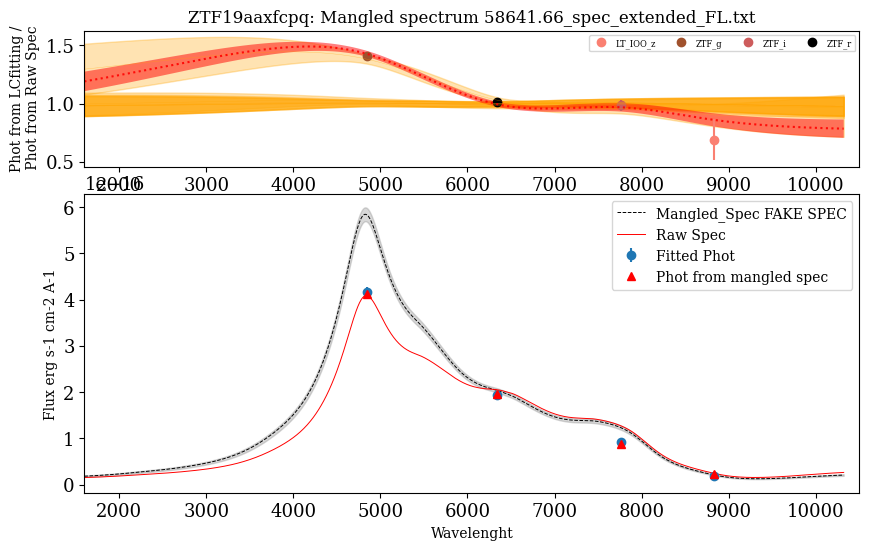 ZTF19aaxfcpq: Mangled spectrum 58641.66_spec_extended_FL.txt
Phot from LCfitting /
Phot from Raw Spec
1.5
1.0
0.5
LT_IOO_z ZTF_g ZTF_i ZTF_r
2000 3000 4000 5000 6000 7000 8000 9000 10000
1e−16
Flux erg s-1 cm-2 A-1
6
5
4
3
2
1
0
Mangled_Spec FAKE SPEC
Raw Spec
Fitted Phot
Phot from mangled spec
2000 3000 4000 5000 6000 7000 8000 9000 10000
Wavelenght